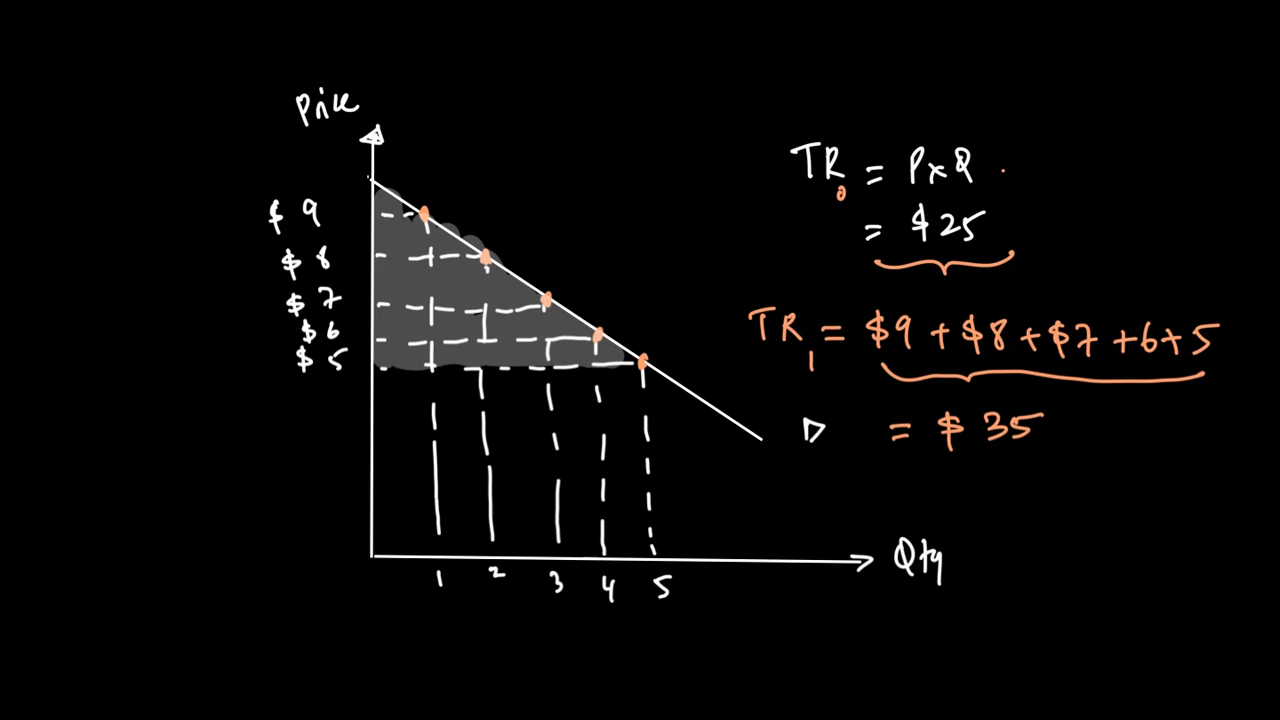 Price
$ 9
$ 8
$ 7
$ 6
$ 5
1 2 3 4 5
Qty
D
TR₀ = P×Q
= $25
TR₁ = $9 + $8 + $7 + 6 + 5
= $35